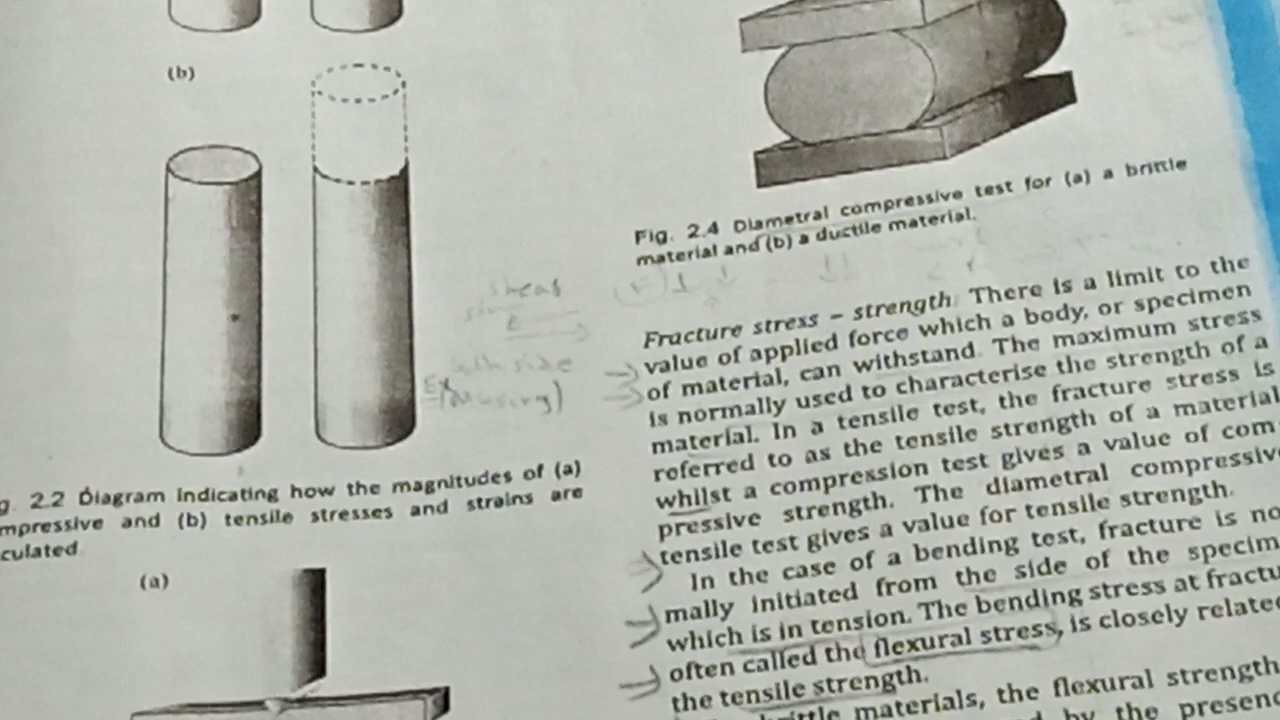 (b)
g. 2.2 Diagram indicating how the magnitudes of (a)
mpressive and (b) tensile stresses and strains are
culated
(a)
Fig. 2.4 Diametral compressive test for (a) a brittle
material and (b) a ductile material.
Fracture stress – strength. There is a limit to the
value of applied force which a body, or specimen
of material, can withstand. The maximum stress
is normally used to characterise the strength of a
material. In a tensile test, the fracture stress is
referred to as the tensile strength of a material
whilst a compression test gives a value of com-
pressive strength. The diametral compressive
tensile test gives a value for tensile strength.
In the case of a bending test, fracture is no
mally initiated from the side of the specim
which is in tension. The bending stress at fractu
often called the flexural stress, is closely related
the tensile strength.
brittle materials, the flexural strength
by the presenc
shear
both side